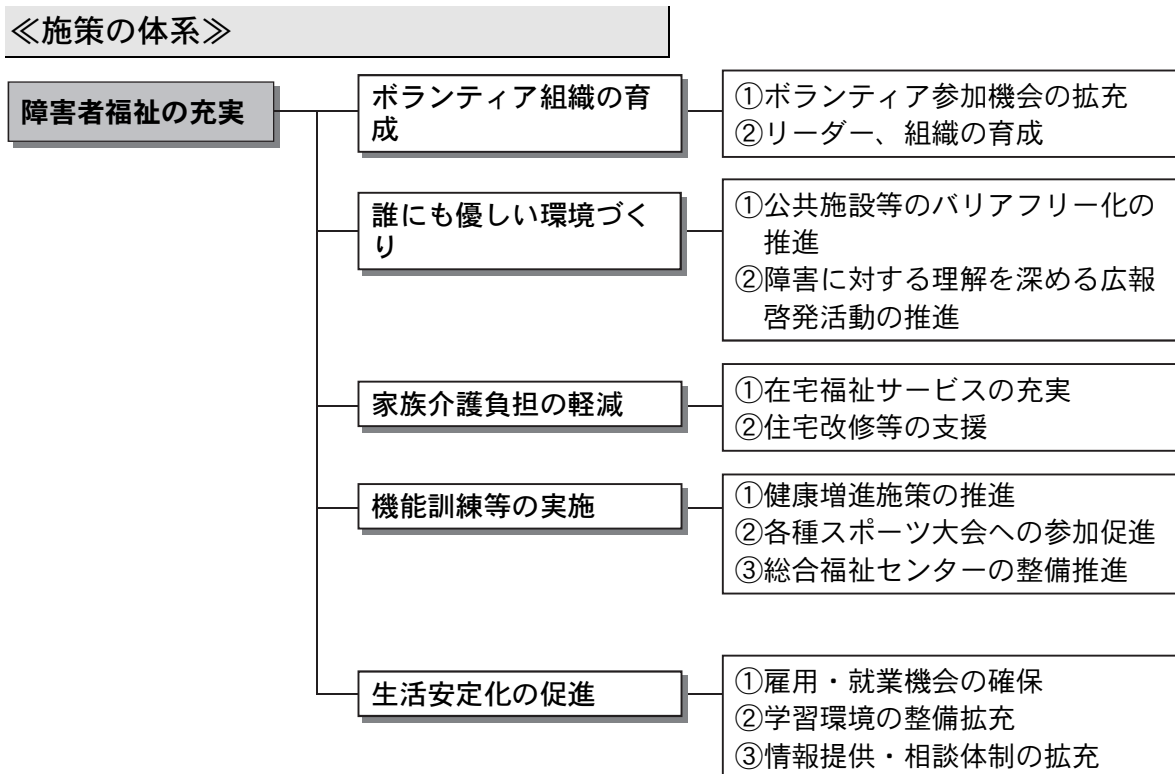 ≪施策の体系≫
障害者福祉の充実
ボランティア組織の育
成
①ボランティア参加機会の拡充
②リーダー、組織の育成
誰にも優しい環境づく
り
①公共施設等のバリアフリー化の
推進
②障害に対する理解を深める広報
啓発活動の推進
家族介護負担の軽減
①在宅福祉サービスの充実
②住宅改修等の支援
機能訓練等の実施
①健康増進施策の推進
②各種スポーツ大会への参加促進
③総合福祉センターの整備推進
生活安定化の促進
①雇用・就業機会の確保
②学習環境の整備拡充
③情報提供・相談体制の拡充